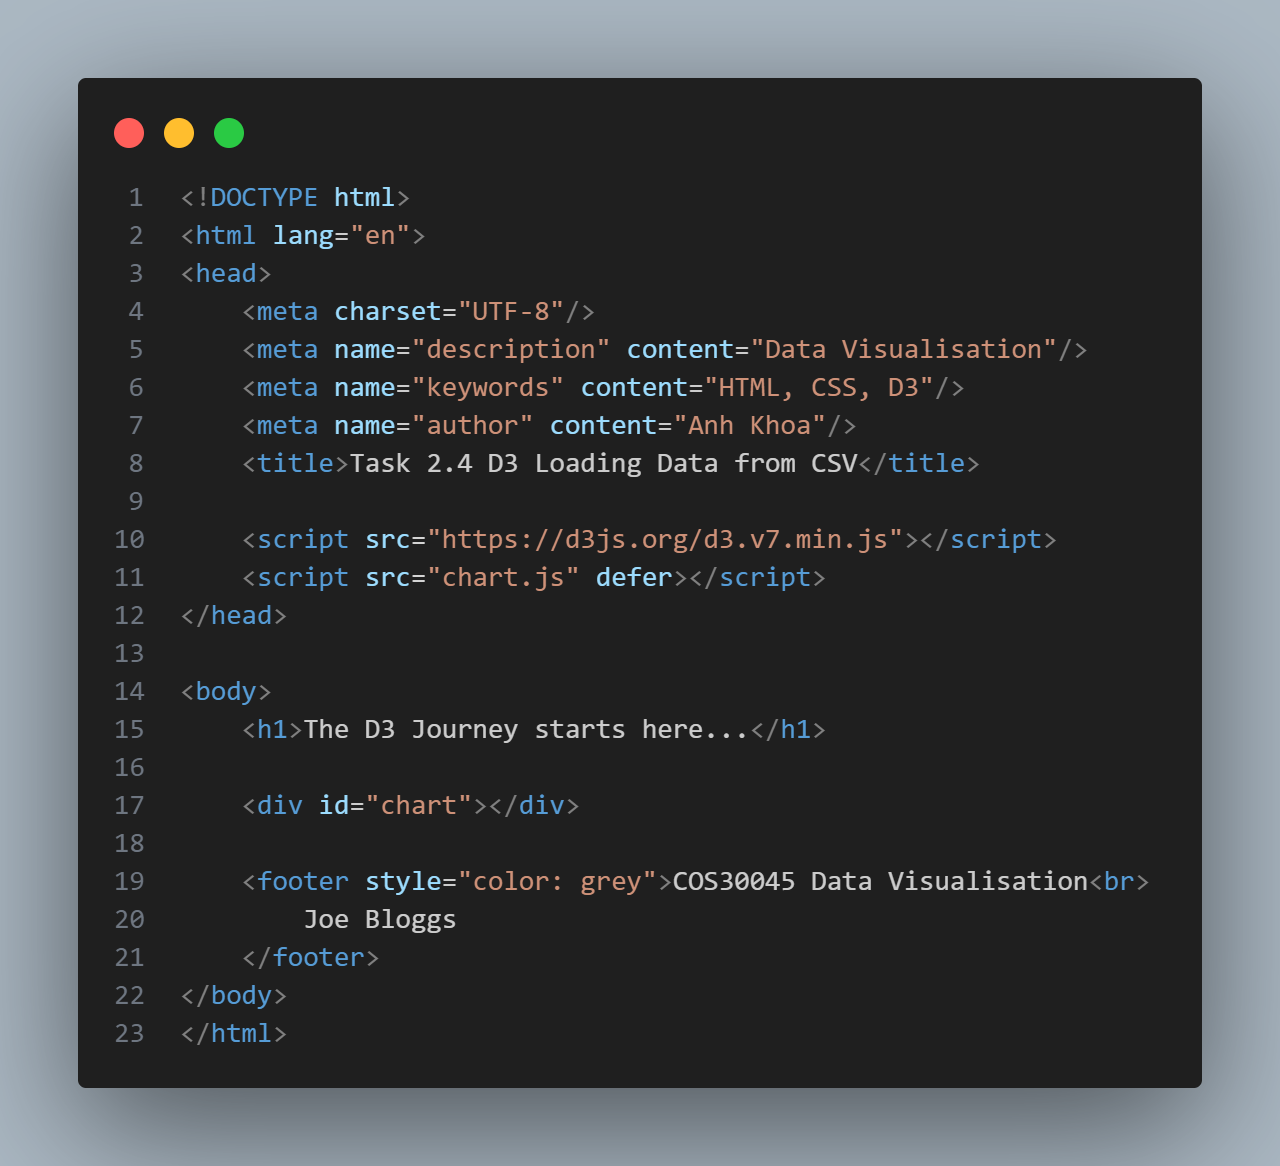 1 <!DOCTYPE html>
2 <html lang="en">
3 <head>
4     <meta charset="UTF-8"/>
5     <meta name="description" content="Data Visualisation"/>
6     <meta name="keywords" content="HTML, CSS, D3"/>
7     <meta name="author" content="Anh Khoa"/>
8     <title>Task 2.4 D3 Loading Data from CSV</title>
9
10     <script src="https://d3js.org/d3.v7.min.js"></script>
11     <script src="chart.js" defer></script>
12 </head>
13
14 <body>
15     <h1>The D3 Journey starts here...</h1>
16
17     <div id="chart"></div>
18
19     <footer style="color: grey">COS30045 Data Visualisation<br>
20         Joe Bloggs
21     </footer>
22 </body>
23 </html>